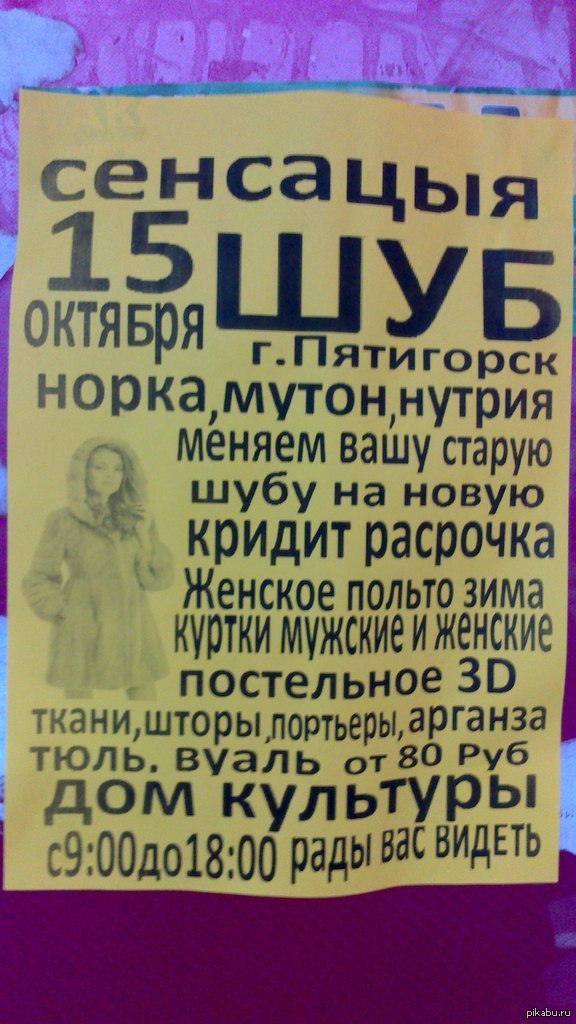 сенсацыя
15 ШУБ
октября
г.Пятигорск
норка,мутон,нутрия
меняем вашу старую
шубу на новую
кридит расрочка
Женское польто зима
куртки мужские и женские
постельное 3D
ткани,шторы,портьеры,арганза
тюль. вуаль от 80 Руб
дом культуры
с9:00до18:00 рады вас видеть
pikabu.ru